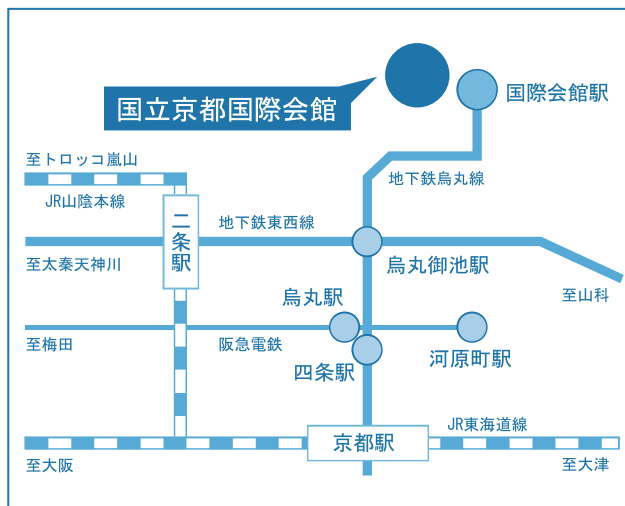 国立京都国際会館
国際会館駅
至トロッコ嵐山
地下鉄烏丸線
JR山陰本線
二条駅
地下鉄東西線
至太秦天神川
烏丸御池駅
烏丸駅
至山科
至梅田
阪急電鉄
四条駅
河原町駅
JR東海道線
京都駅
至大阪
至大津